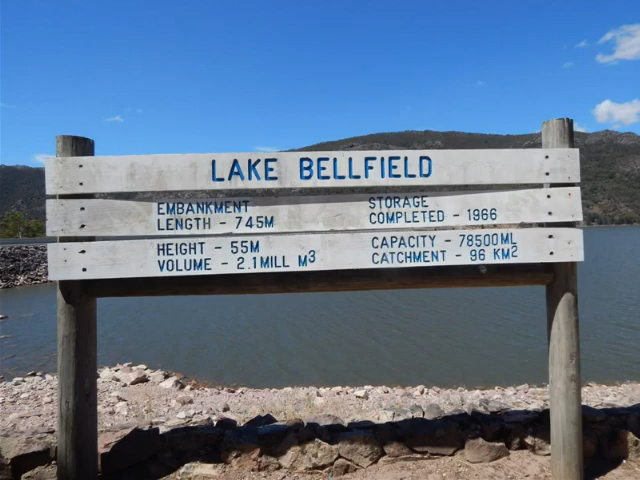 LAKE BELLFIELD
EMBANKMENT
LENGTH - 745M
HEIGHT - 55M
VOLUME - 2.1MILL M³
STORAGE
COMPLETED - 1966
CAPACITY - 78500ML
CATCHMENT - 96 KM²